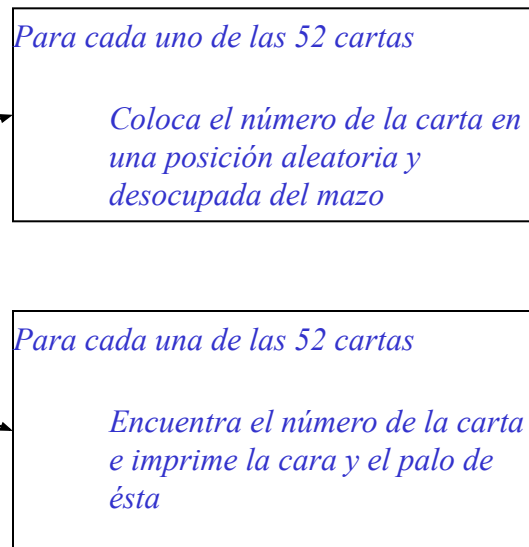 Para cada uno de las 52 cartas
Coloca el número de la carta en
una posición aleatoria y
desocupada del mazo
Para cada una de las 52 cartas
Encuentra el número de la carta
e imprime la cara y el palo de
ésta